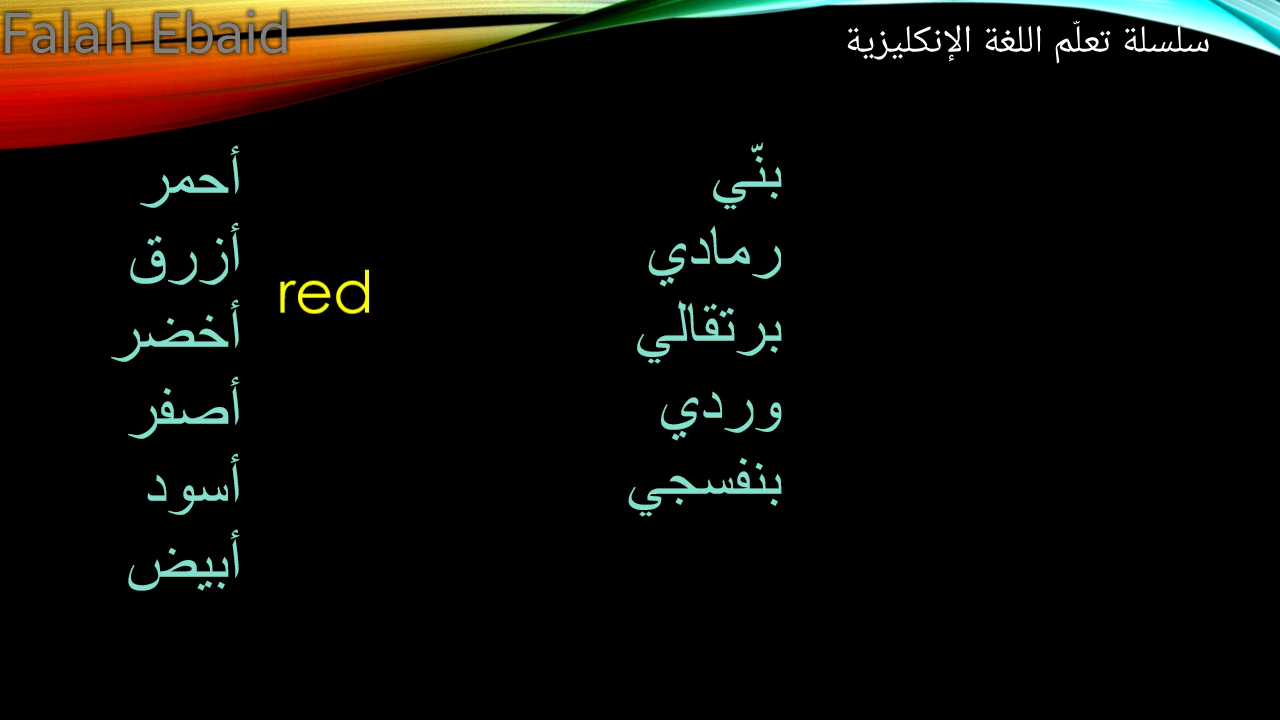 Falah Ebaid
سلسلة تعلّم اللغة الإنكليزية
أحمر
أزرق
red
أخضر
أصفر
أسود
أبيض
بنّي
رمادي
برتقالي
وردي
بنفسجي